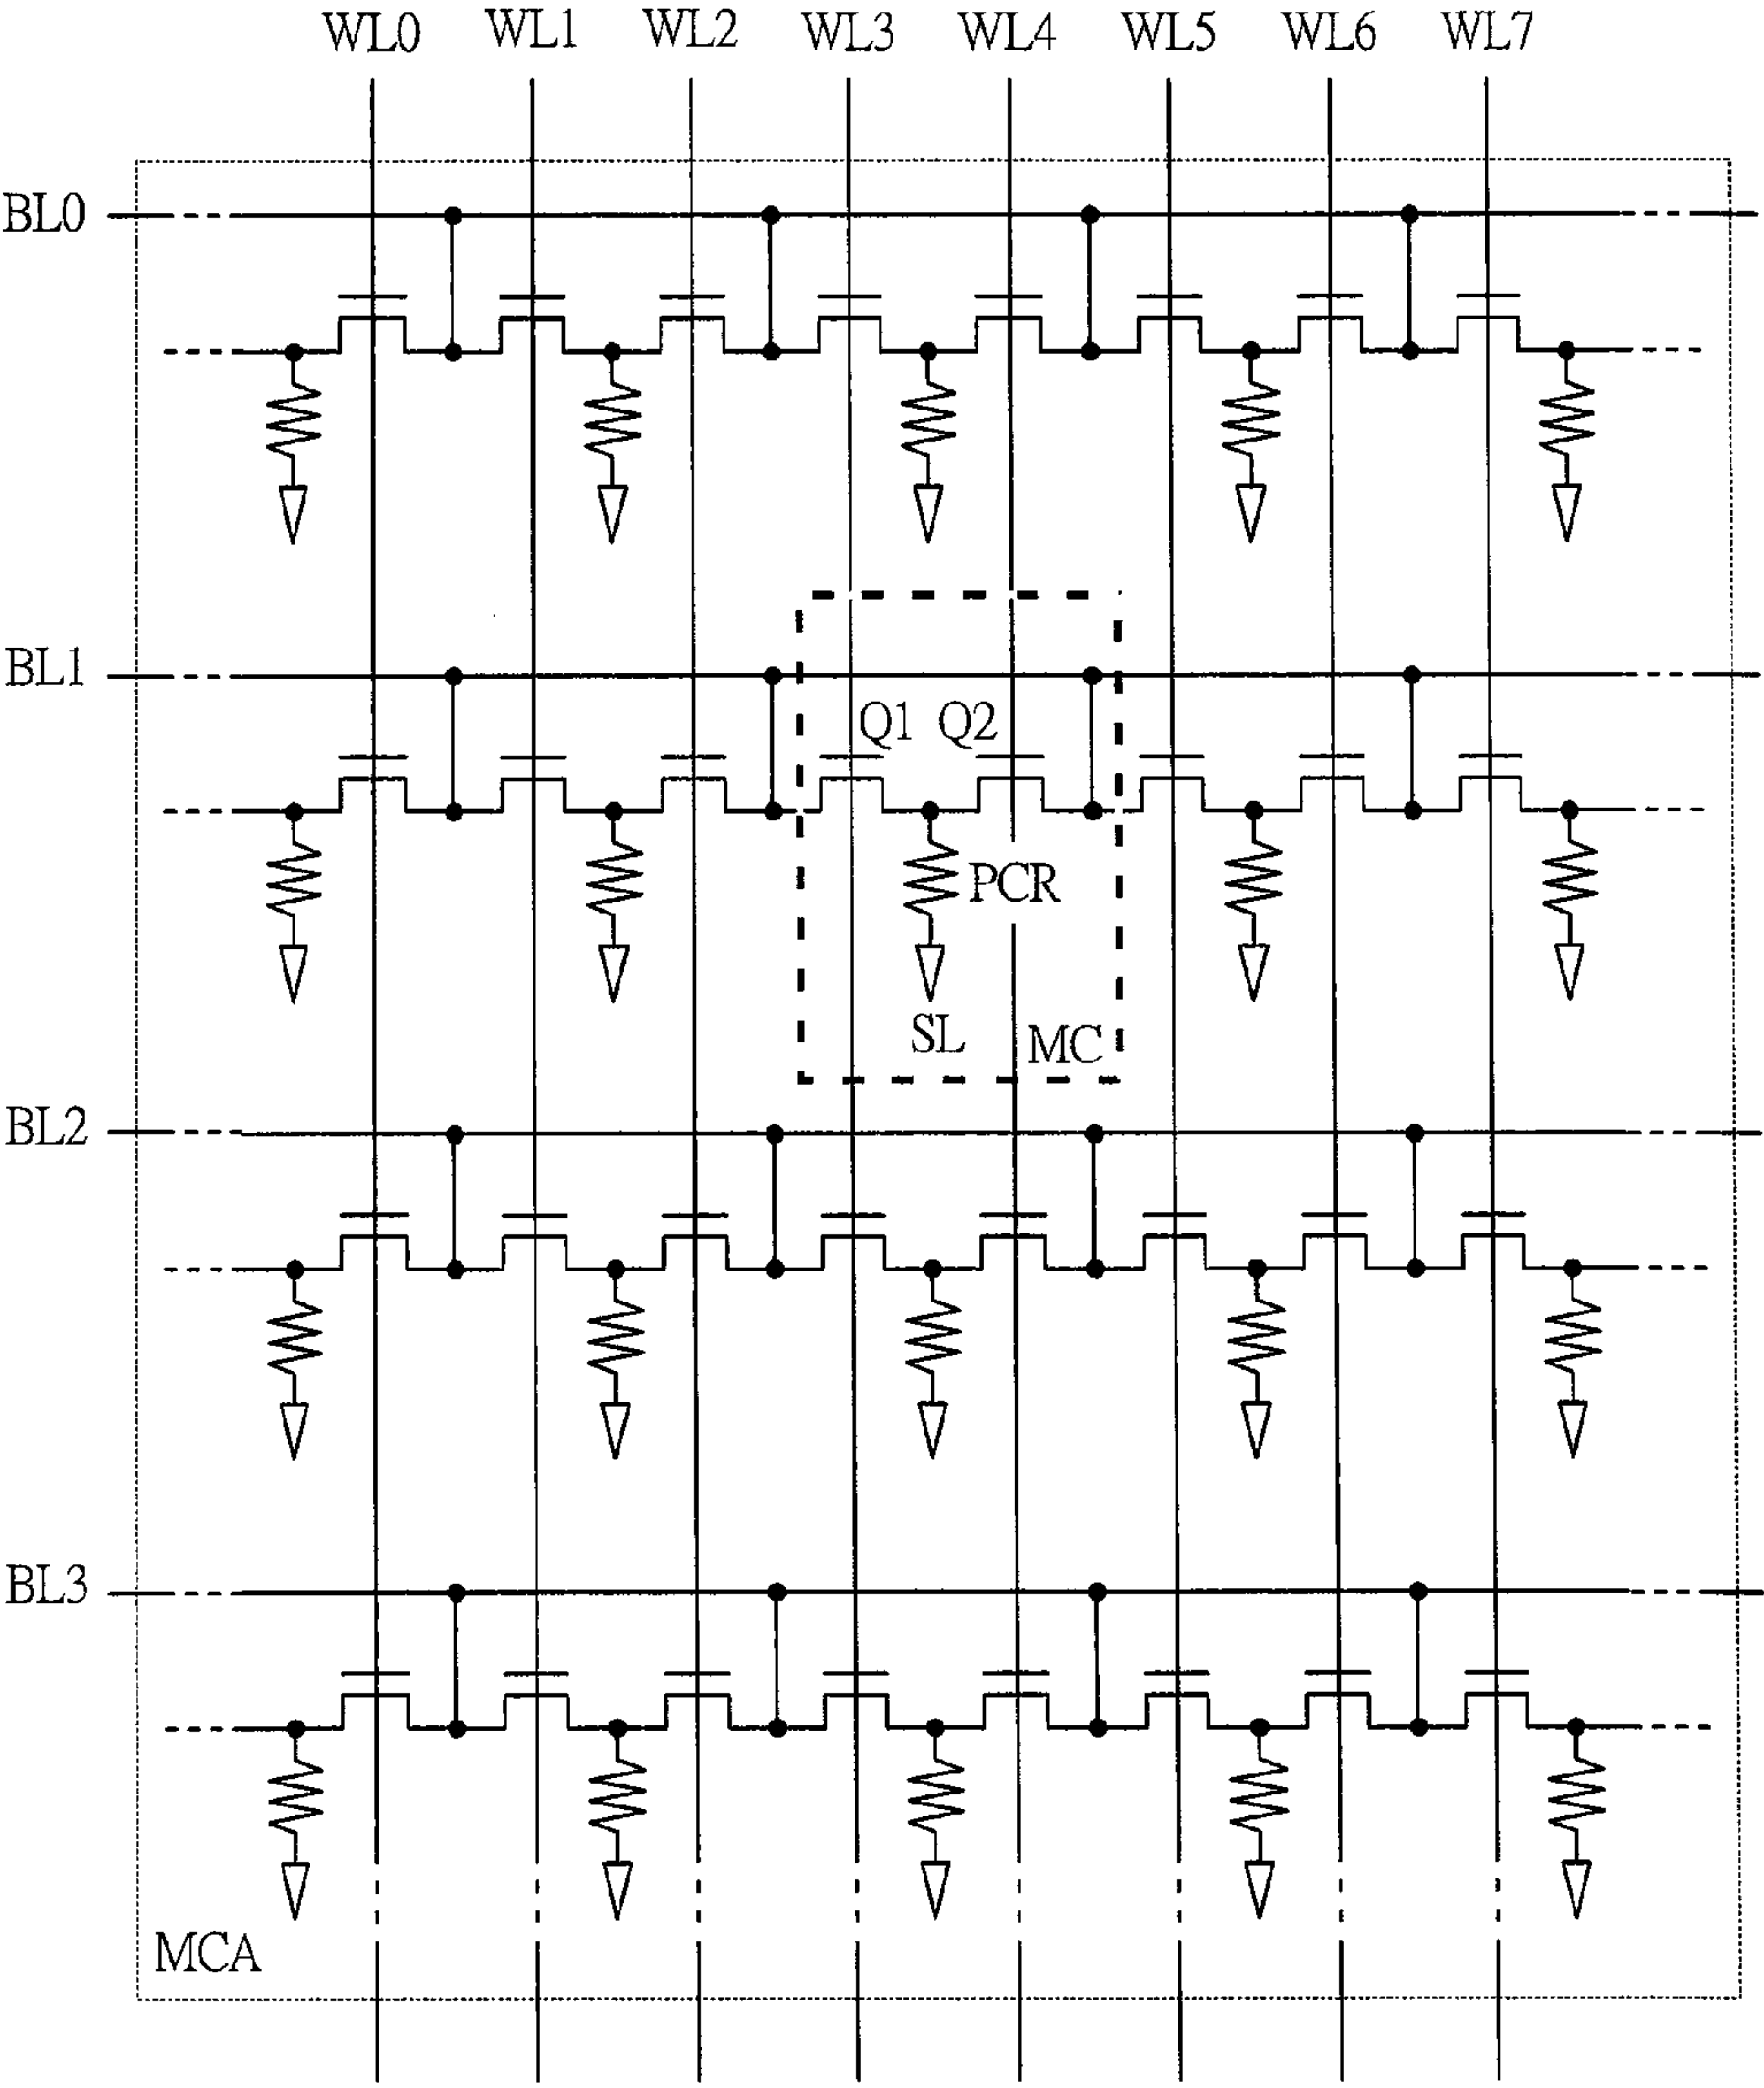 WL0 WL1 WL2 WL3 WL4 WL5 WL6 WL7
BL0
BL1
Q1 Q2
PCR
SL
MC
BL2
BL3
MCA